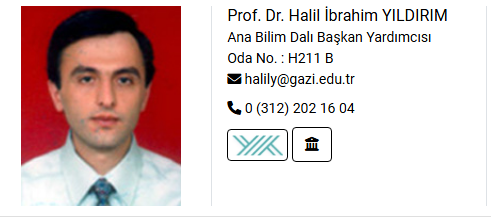 Prof. Dr. Halil İbrahim YILDIRIM
Ana Bilim Dalı Başkan Yardımcısı
Oda No. : H211 B
halily@gazi.edu.tr
0 (312) 202 16 04